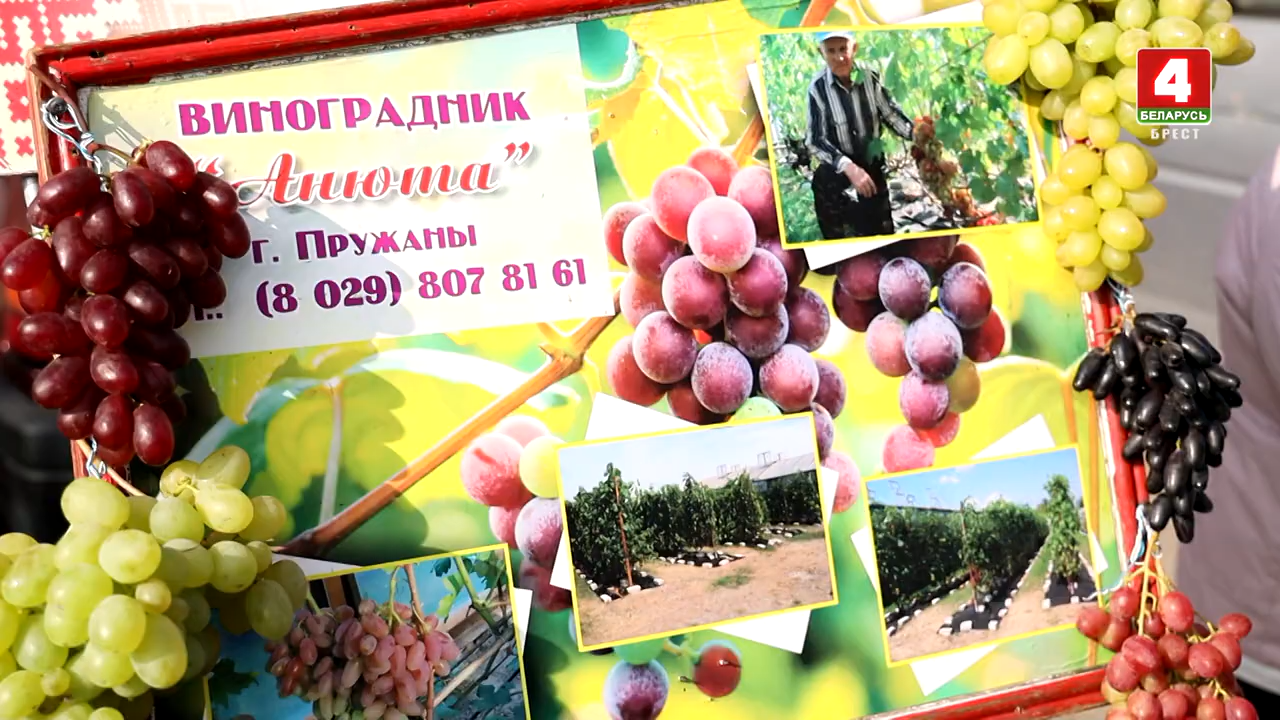 ВИНОГРАДНИК
“Анюта”
г. Пружаны
(8 029) 807 81 61
4
БЕЛАРУСЬ
БРЕСТ